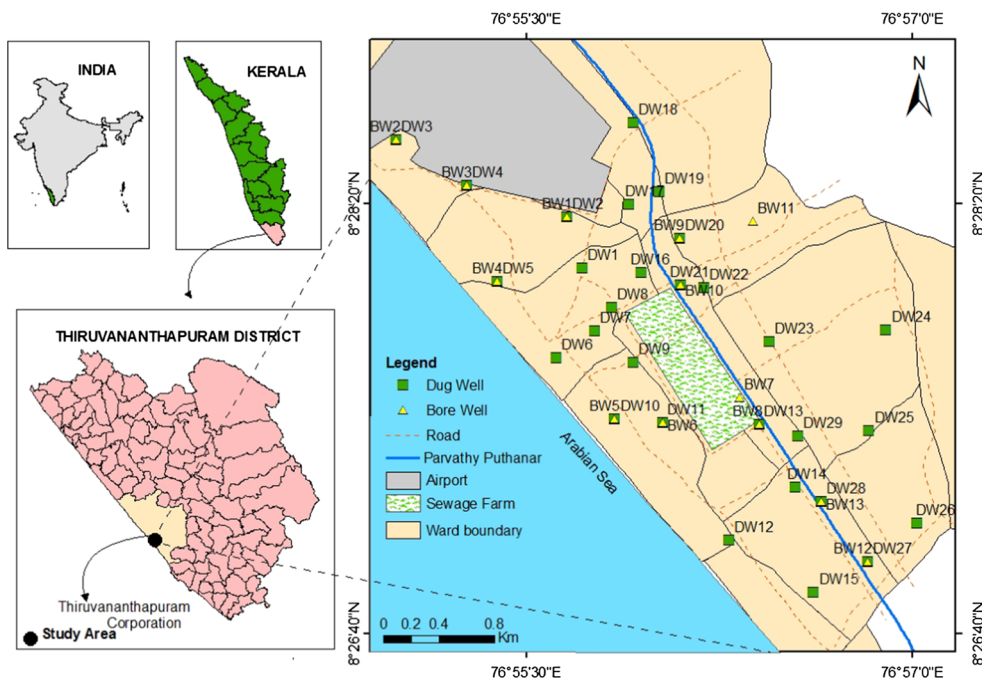 76°55'30"E
76°57'0"E
INDIA
KERALA
N
DW18
BW2DW3
BW3DW4
DW19
DW17
BW1DW2
BW11
BW9DW20
8°28'20"N
8°28'20"N
DW1
DW16
BW4DW5
DW21
DW22
BW10
DW8
DW7
DW24
DW23
THIRUVANANTHAPURAM DISTRICT
DW6
DW9
Legend
Dug Well
Bore Well
Road
Parvathy Puthanar
Airport
Sewage Farm
Ward boundary
BW7
BW5DW10
DW11
BW6
BW8DW13
DW25
DW29
Arabian Sea
DW14
DW28
BW13
DW26
DW12
BW12DW27
DW15
Thiruvananthapuram
Corporation
Study Area
0 0.2 0.4 0.8
Km
8°26'40"N
8°26'40"N
76°55'30"E
76°57'0"E